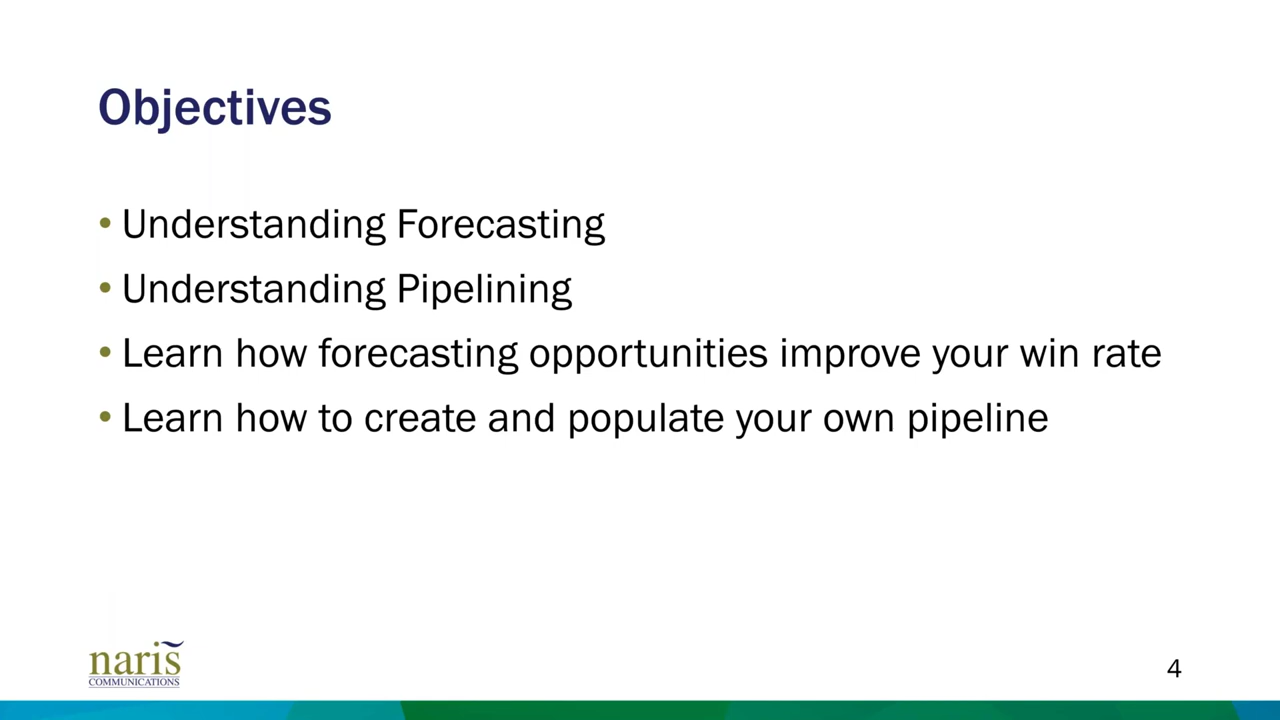 Objectives
• Understanding Forecasting
• Understanding Pipelining
• Learn how forecasting opportunities improve your win rate
• Learn how to create and populate your own pipeline
naris
COMMUNICATIONS
4